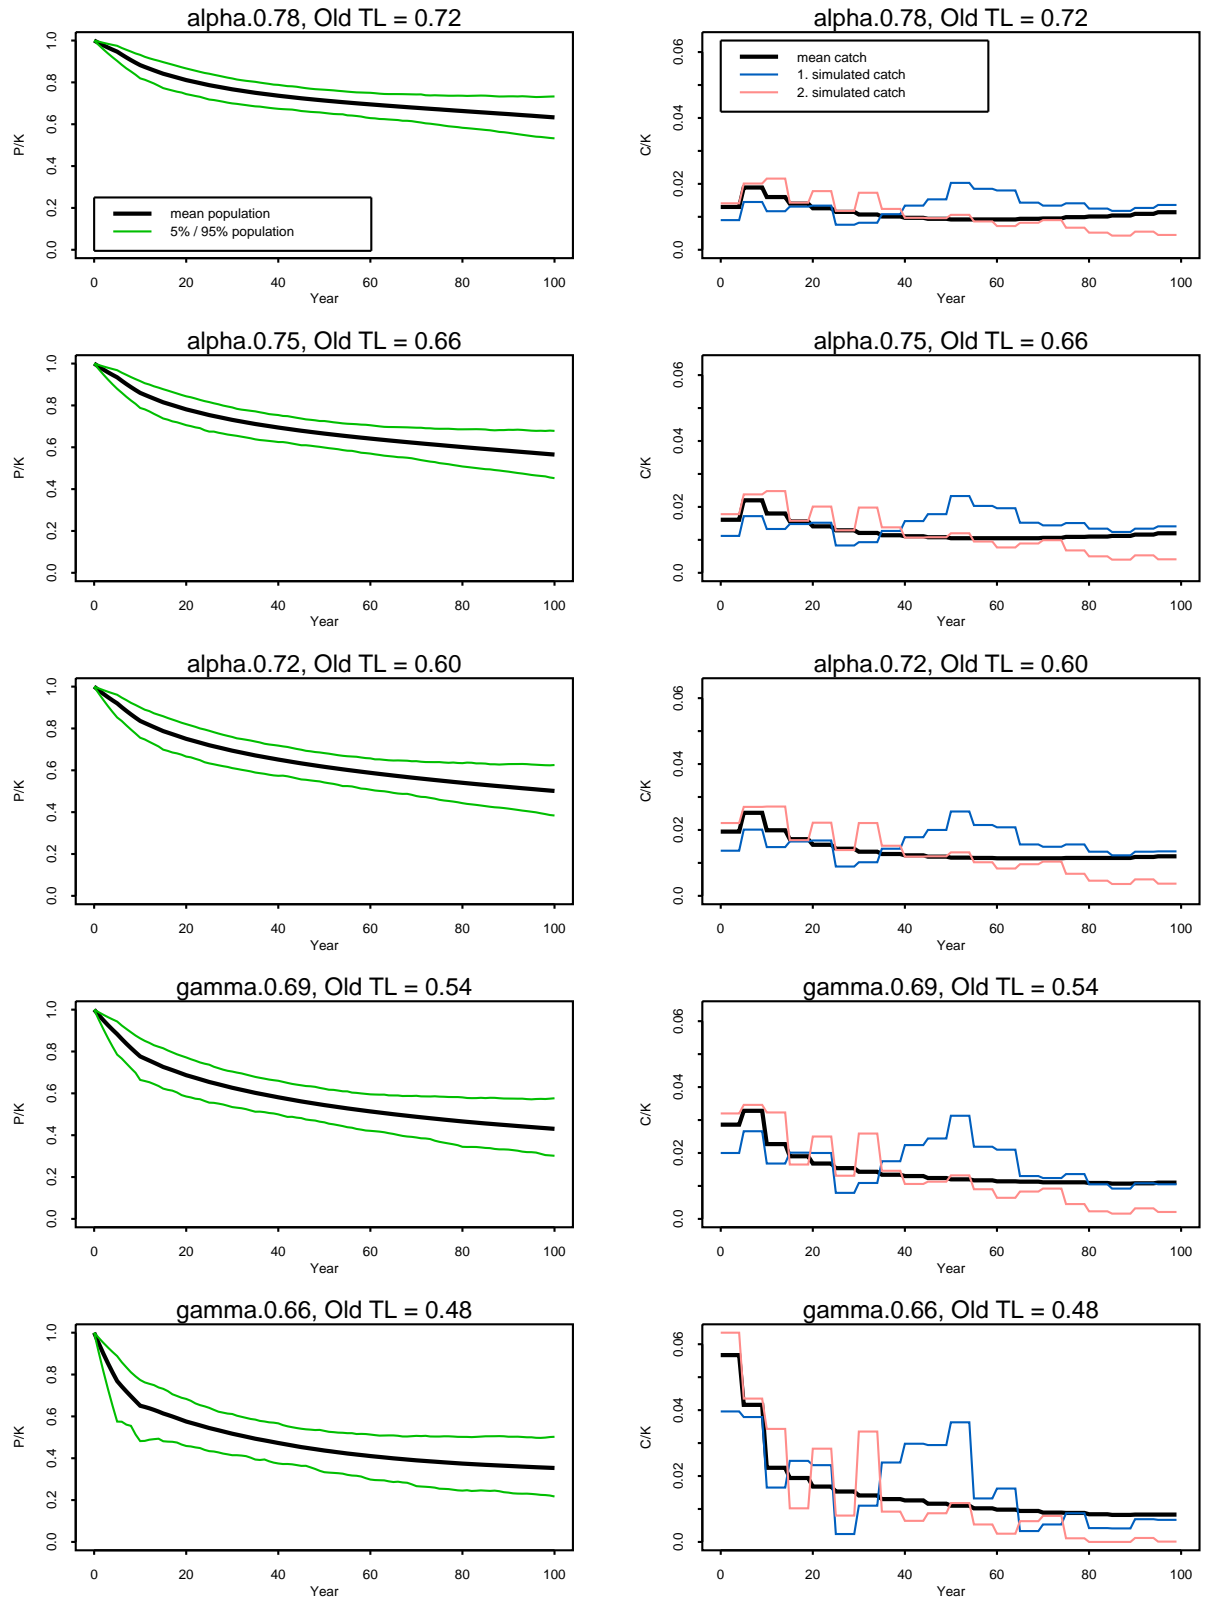 alpha.0.78, Old TL = 0.72
P/K
0.0 0.2 0.4 0.6 0.8 1.0
mean population
5% / 95% population
0 20 40 60 80 100
Year
alpha.0.78, Old TL = 0.72
C/K
0.0 0.02 0.04 0.06
mean catch
1. simulated catch
2. simulated catch
0 20 40 60 80 100
Year
alpha.0.75, Old TL = 0.66
P/K
0.0 0.2 0.4 0.6 0.8 1.0
0 20 40 60 80 100
Year
alpha.0.75, Old TL = 0.66
C/K
0.0 0.02 0.04 0.06
0 20 40 60 80 100
Year
alpha.0.72, Old TL = 0.60
P/K
0.0 0.2 0.4 0.6 0.8 1.0
0 20 40 60 80 100
Year
alpha.0.72, Old TL = 0.60
C/K
0.0 0.02 0.04 0.06
0 20 40 60 80 100
Year
gamma.0.69, Old TL = 0.54
P/K
0.0 0.2 0.4 0.6 0.8 1.0
0 20 40 60 80 100
Year
gamma.0.69, Old TL = 0.54
C/K
0.0 0.02 0.04 0.06
0 20 40 60 80 100
Year
gamma.0.66, Old TL = 0.48
P/K
0.0 0.2 0.4 0.6 0.8 1.0
0 20 40 60 80 100
Year
gamma.0.66, Old TL = 0.48
C/K
0.0 0.02 0.04 0.06
0 20 40 60 80 100
Year